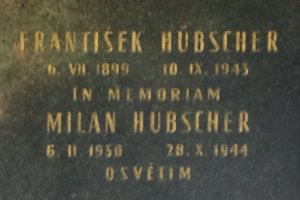 FRANTIŠEK HÜBSCHER
6. VII. 1899 10. IX. 1943
IN MEMORIAM
MILAN HÜBSCHER
6. II. 1930 28. X. 1944
OSVĚTIM